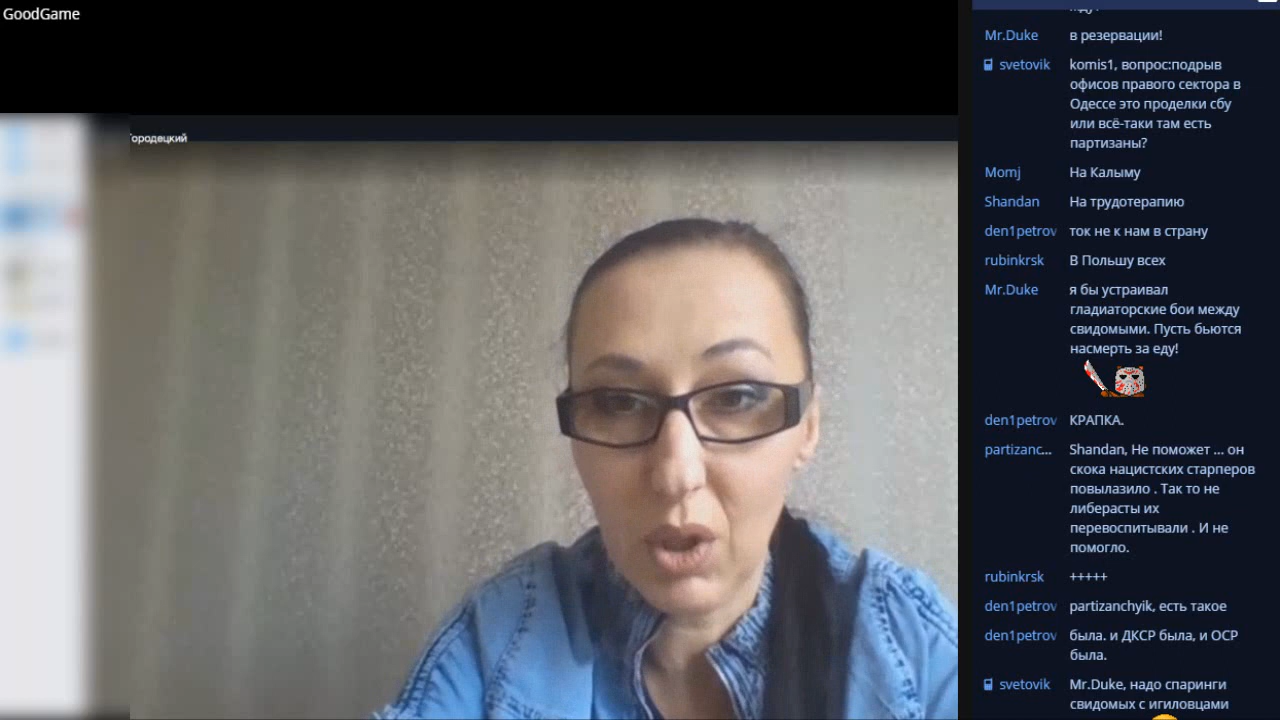 GoodGame
Городецкий
Mr.Duke
в резервации!
svetovik
komis1, вопрос:подрыв
офисов правого сектора в
Одессе это проделки сбу
или всё-таки там есть
партизаны?
Momj
На Калыму
Shandan
На трудотерапию
den1petrov
ток не к нам в страну
rubinkrsk
В Польшу всех
Mr.Duke
я бы устраивал
гладиаторские бои между
свидомыми. Пусть бьются
насмерть за еду!
den1petrov
КРАПКА.
partizanc...
Shandan, Не поможет ... он
скока нацистских старперов
повылазило . Так то не
либерасты их
перевоспитывали . И не
помогло.
rubinkrsk
+++++
den1petrov
partizanchyik, есть такое
den1petrov
была. и ДКСР была, и ОСР
была.
svetovik
Mr.Duke, надо спаринги
свидомых с игиловцами